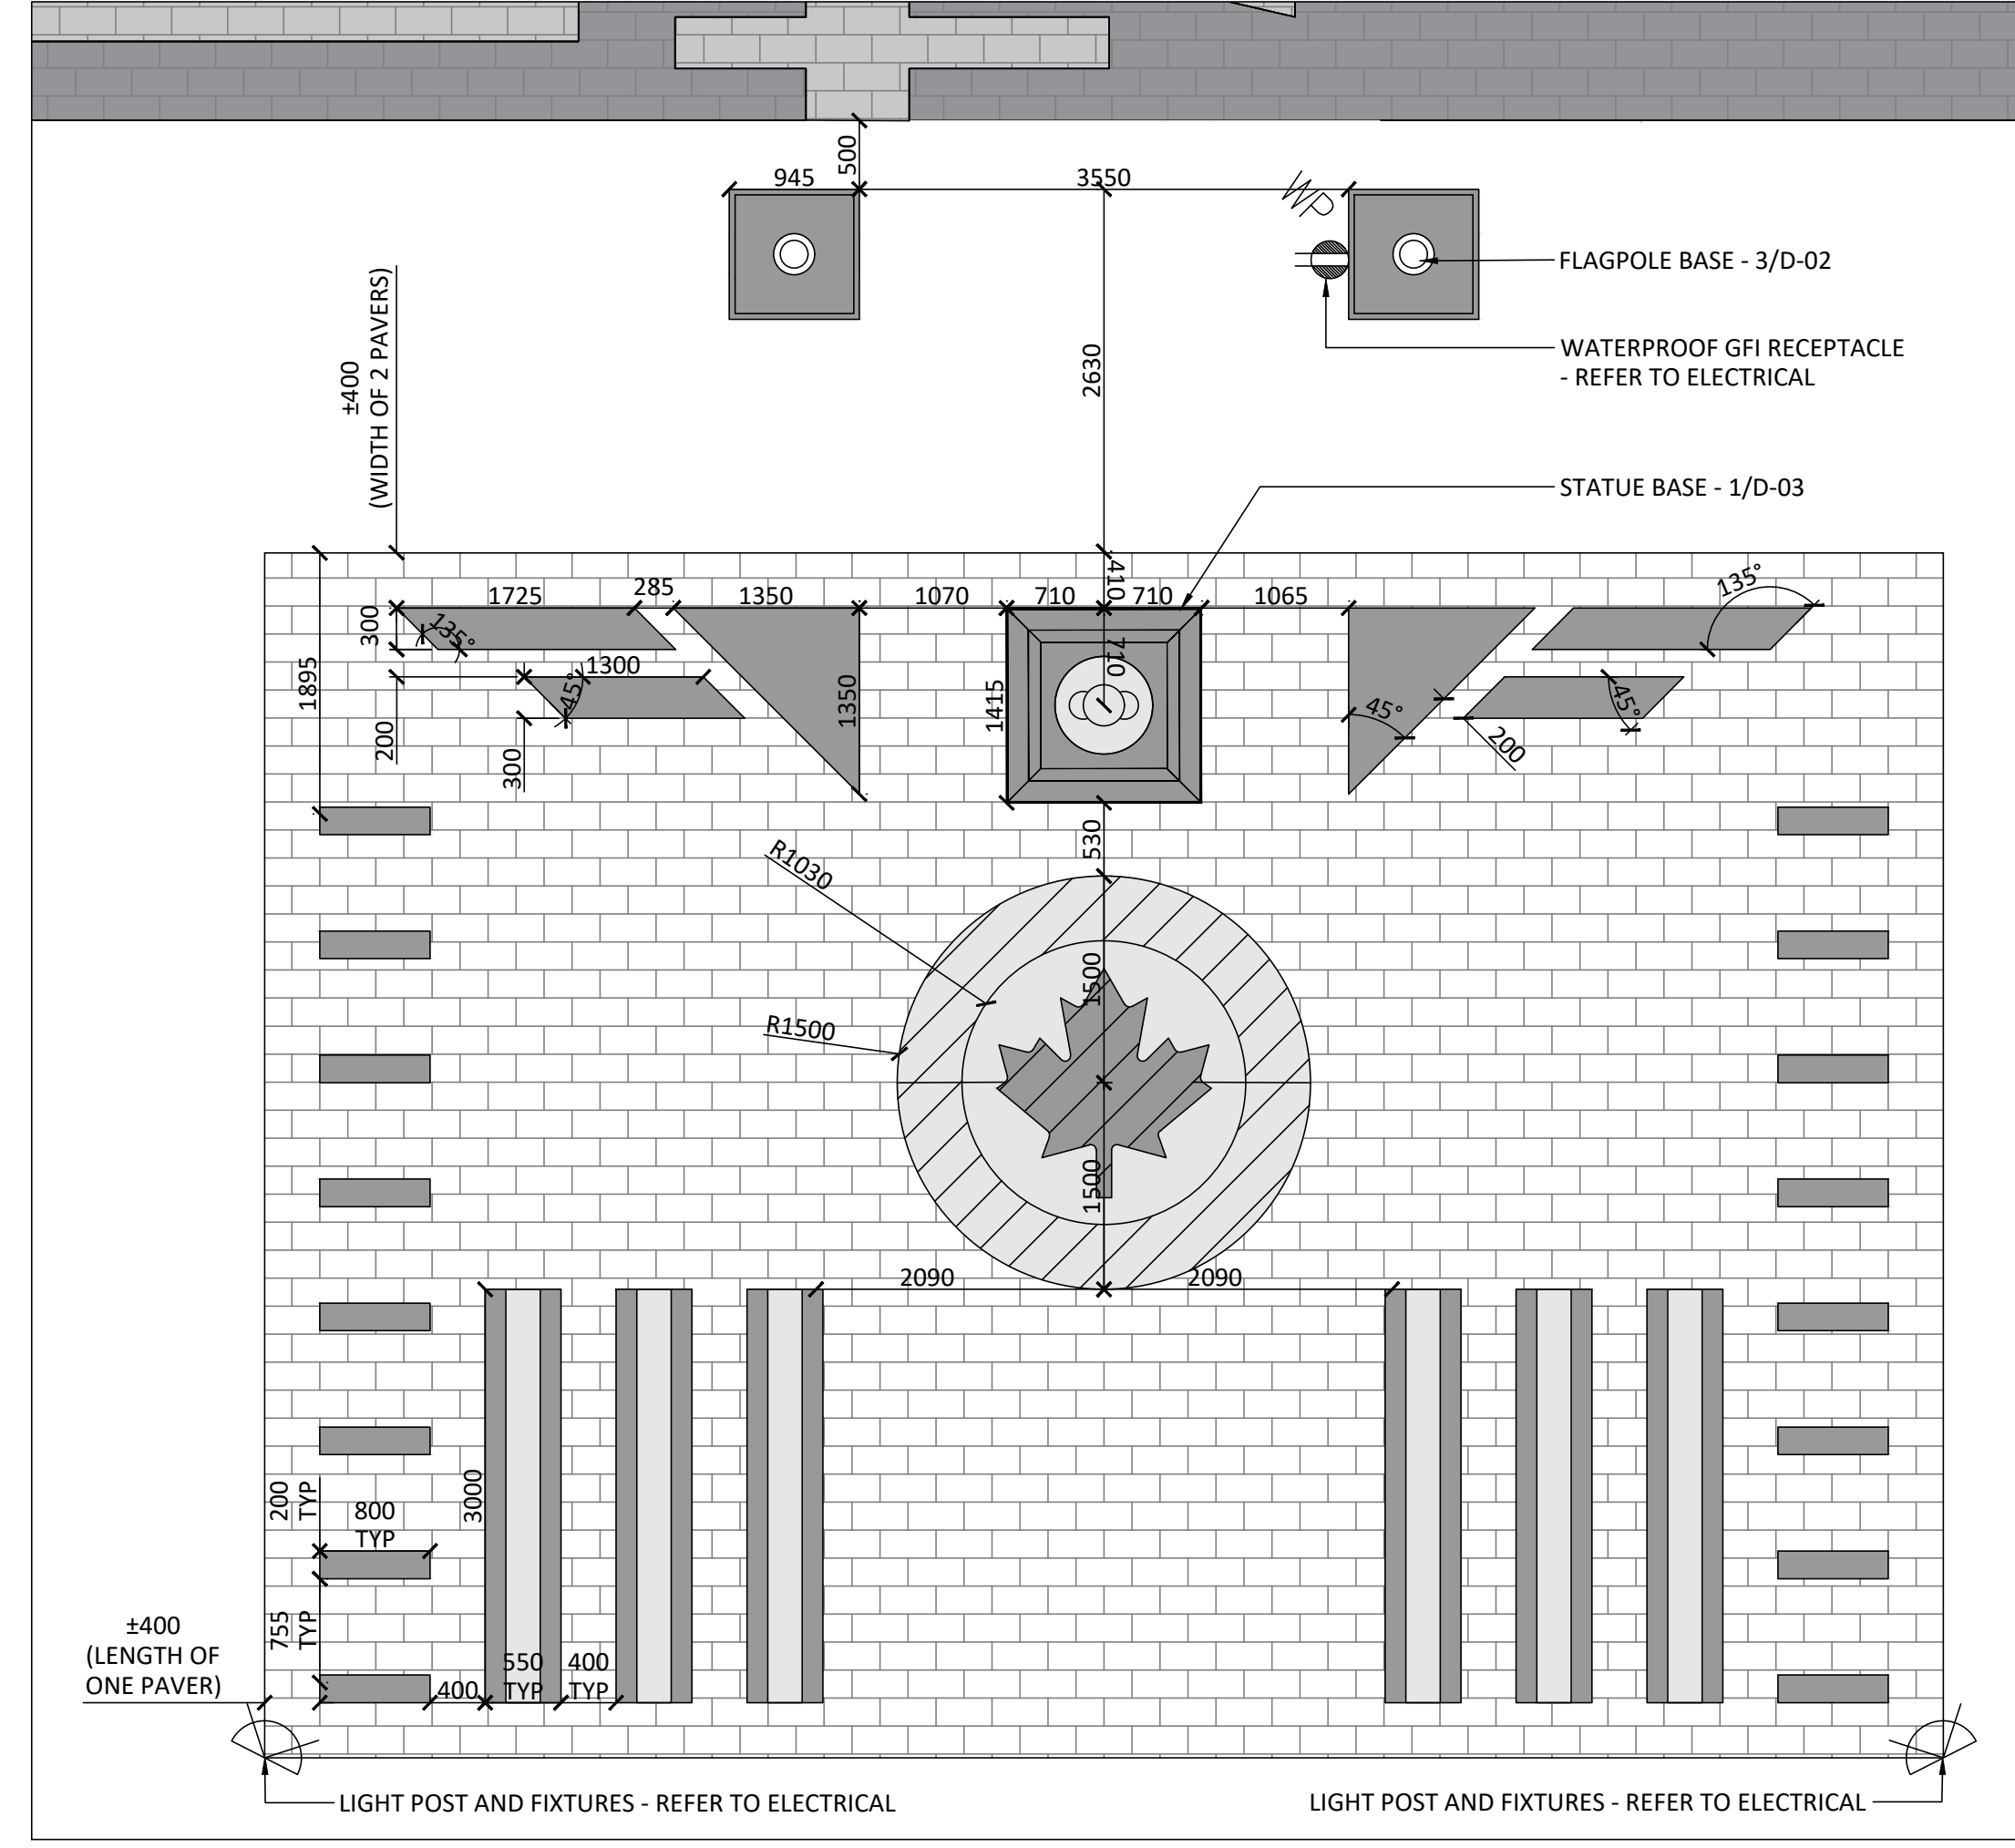 500
945
3550
WP
FLAGPOLE BASE - 3/D-02
±400
(WIDTH OF 2 PAVERS)
2630
WATERPROOF GFI RECEPTACLE
- REFER TO ELECTRICAL
STATUE BASE - 1/D-03
410
135°
1725
285
1350
1070
710
710
1065
300
135°
1895
1300
45°
710
1350
1415
45°
45°
200
200
300
530
R1030
1500
R1500
1500
2090
2090
3000
200
TYP
800
TYP
755
TYP
±400
(LENGTH OF
ONE PAVER)
400
550
TYP
400
TYP
LIGHT POST AND FIXTURES - REFER TO ELECTRICAL
LIGHT POST AND FIXTURES - REFER TO ELECTRICAL